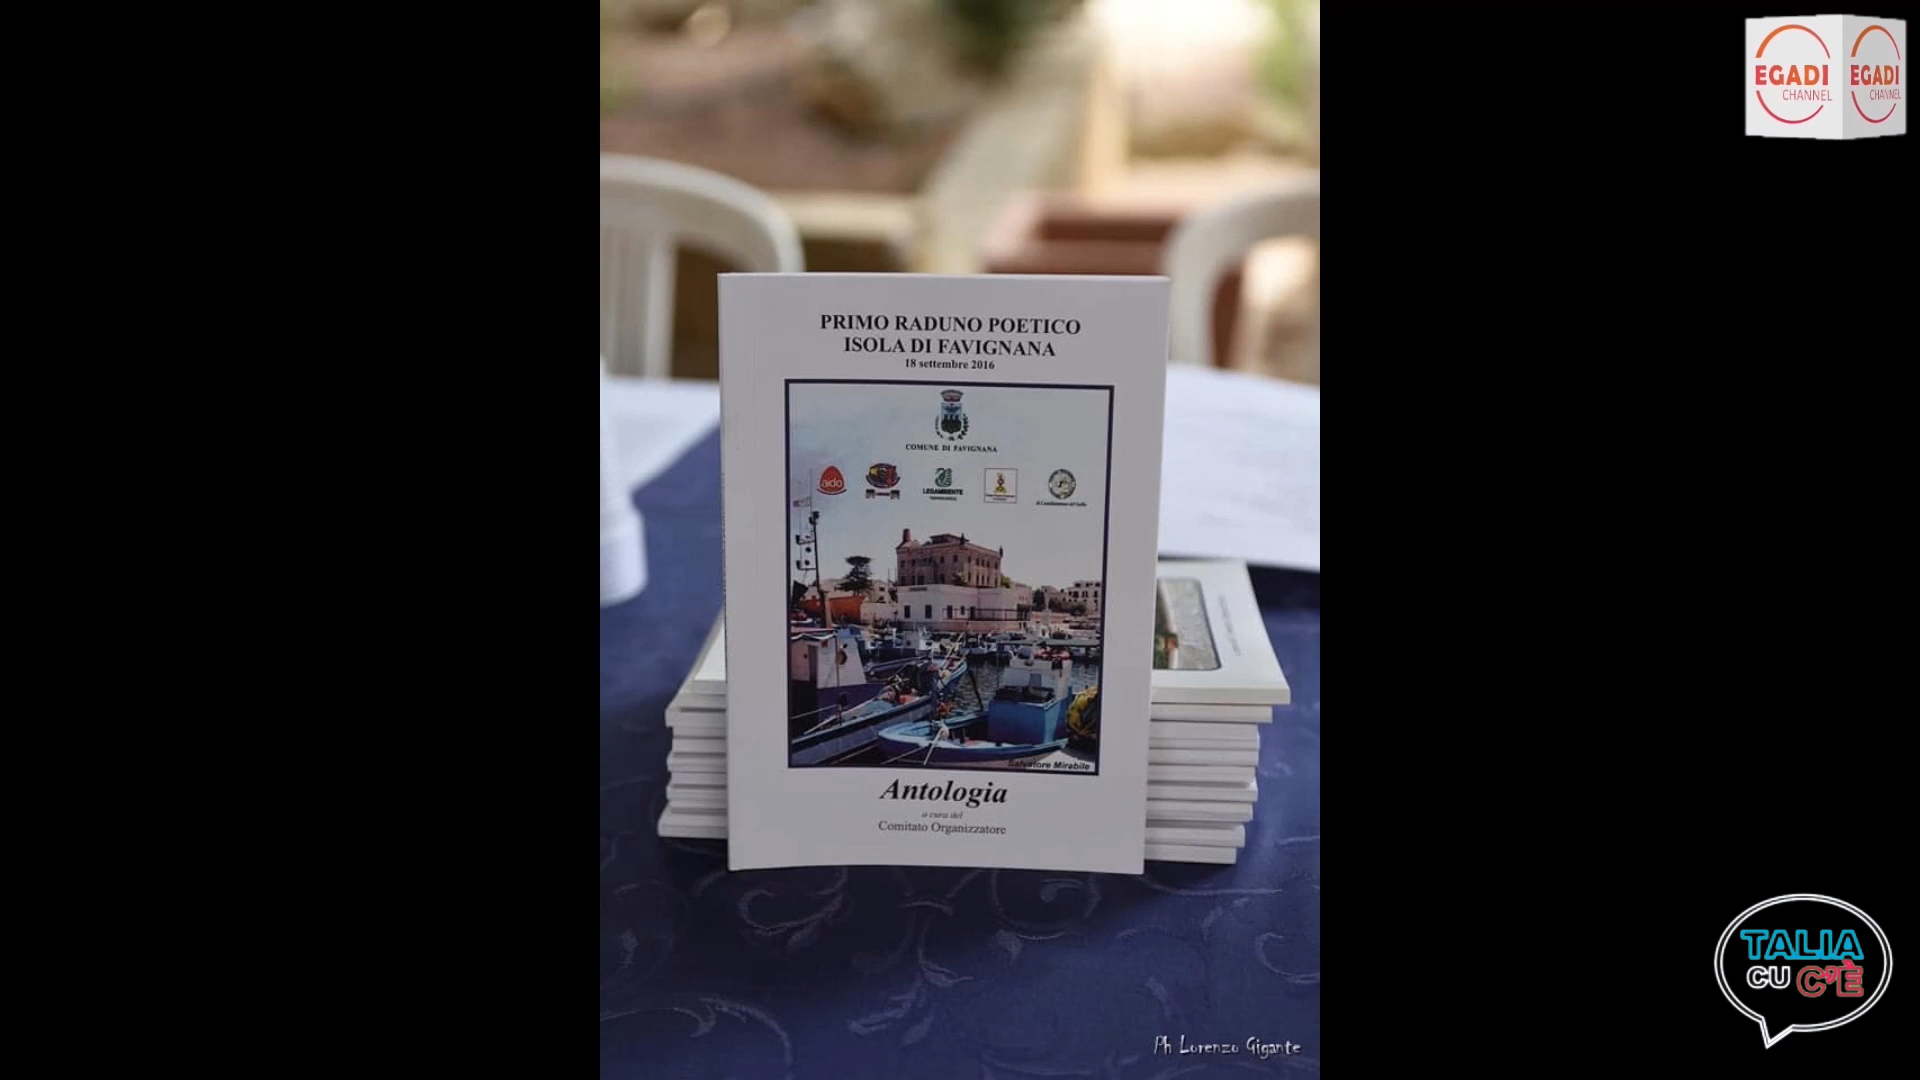 EGADI
CHANNEL
EGADI
CHANNEL
PRIMO RADUNO POETICO
ISOLA DI FAVIGNANA
18 settembre 2016
COMUNE DI FAVIGNANA
aido
LEGAMBIENTE
Salvatore Mirabile
Antologia
a cura del
Comitato Organizzatore
TALIA
CU C'È
Ph Lorenzo Gigante